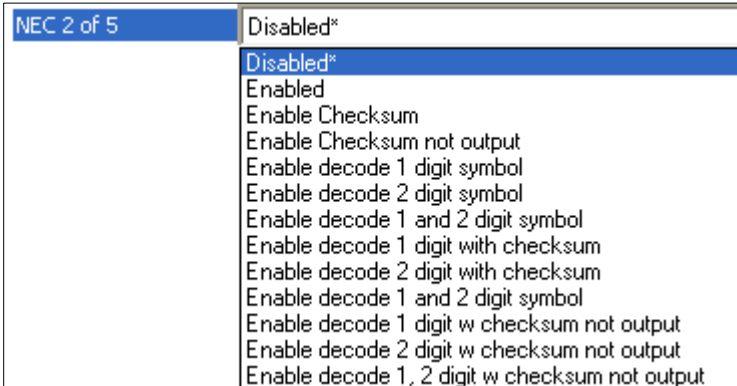 NEC 2 of 5
Disabled*
Disabled*
Enabled
Enable Checksum
Enable Checksum not output
Enable decode 1 digit symbol
Enable decode 2 digit symbol
Enable decode 1 and 2 digit symbol
Enable decode 1 digit with checksum
Enable decode 2 digit with checksum
Enable decode 1 and 2 digit symbol
Enable decode 1 digit w checksum not output
Enable decode 2 digit w checksum not output
Enable decode 1, 2 digit w checksum not output